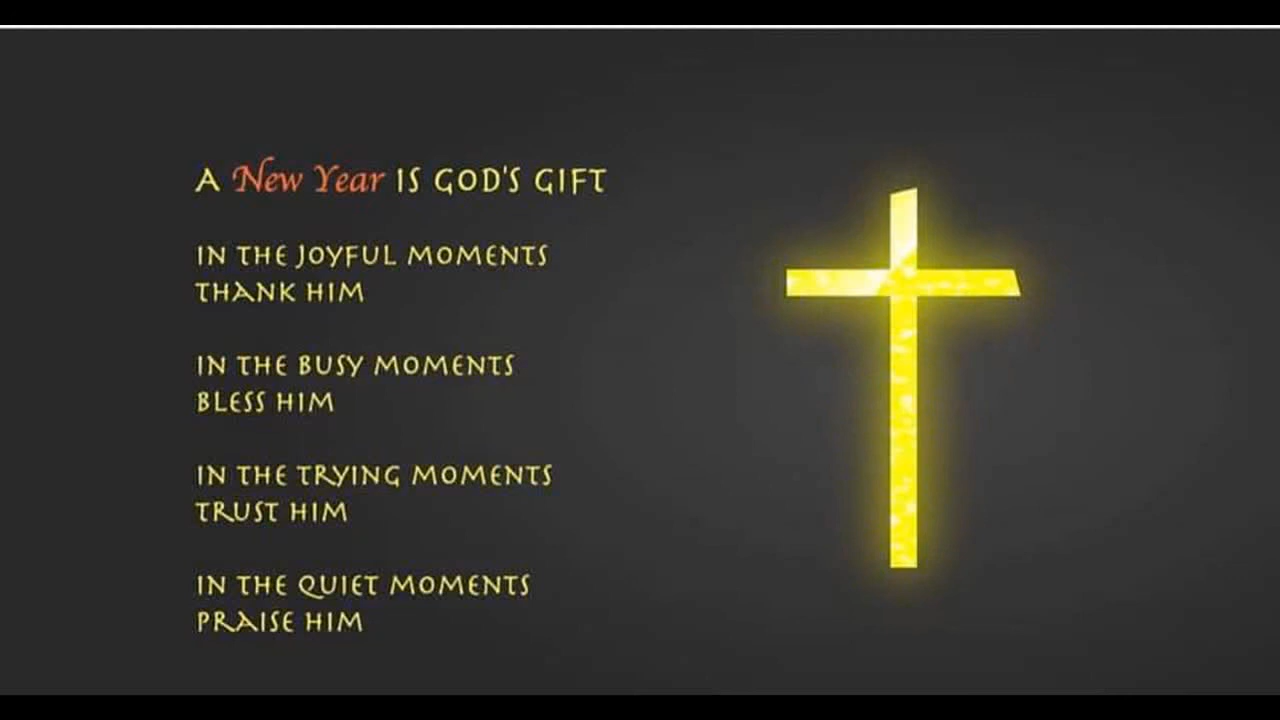 A New Year IS GOD'S GIFT
IN THE JOYFUL MOMENTS
THANK HIM
IN THE BUSY MOMENTS
BLESS HIM
IN THE TRYING MOMENTS
TRUST HIM
IN THE QUIET MOMENTS
PRAISE HIM